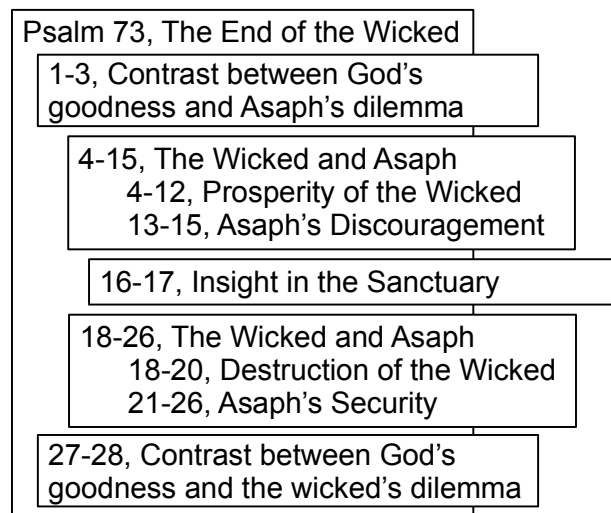 Psalm 73, The End of the Wicked
1-3, Contrast between God's
goodness and Asaph's dilemma
4-15, The Wicked and Asaph
4-12, Prosperity of the Wicked
13-15, Asaph's Discouragement
16-17, Insight in the Sanctuary
18-26, The Wicked and Asaph
18-20, Destruction of the Wicked
21-26, Asaph's Security
27-28, Contrast between God's
goodness and the wicked's dilemma